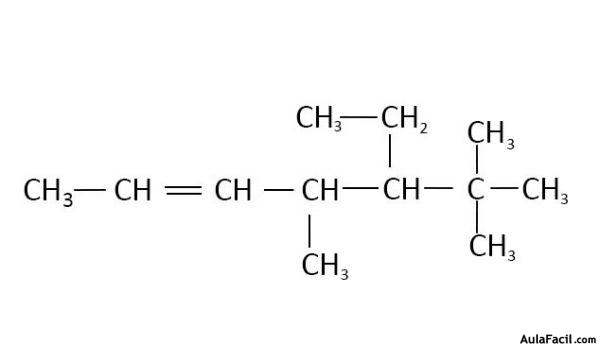 CH₃—CH₂
CH₃
CH₃—CH=CH—CH—CH—C—CH₃
CH₃
CH₃
AulaFacil.com